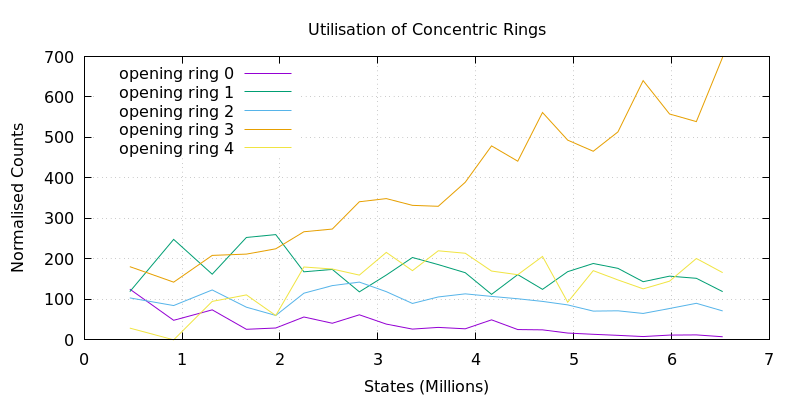 Utilisation of Concentric Rings
700
600
500
400
300
200
100
0
Normalised Counts
opening ring 0
opening ring 1
opening ring 2
opening ring 3
opening ring 4
0 1 2 3 4 5 6 7
States (Millions)